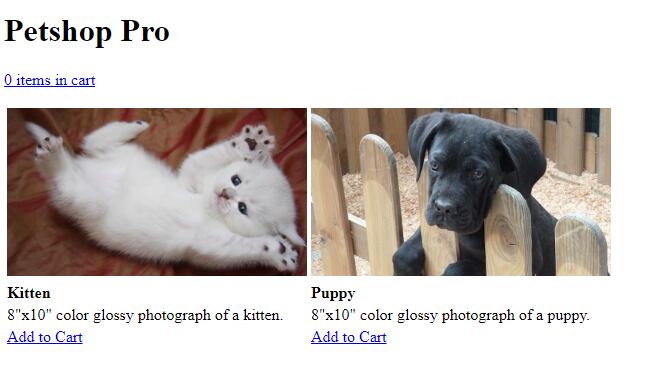 Petshop Pro
0 items in cart
Kitten
8"x10" color glossy photograph of a kitten.
Add to Cart
Puppy
8"x10" color glossy photograph of a puppy.
Add to Cart